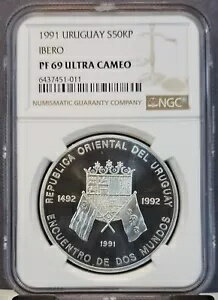 1991 URUGUAY S50KP
IBERO
PF 69 ULTRA CAMEO
6437451-011
NUMISMATIC GUARANTY COMPANY
NGC
REPUBLICA ORIENTAL DEL URUGUAY
1492
1992
1991
ENCUENTRO DE DOS MUNDOS